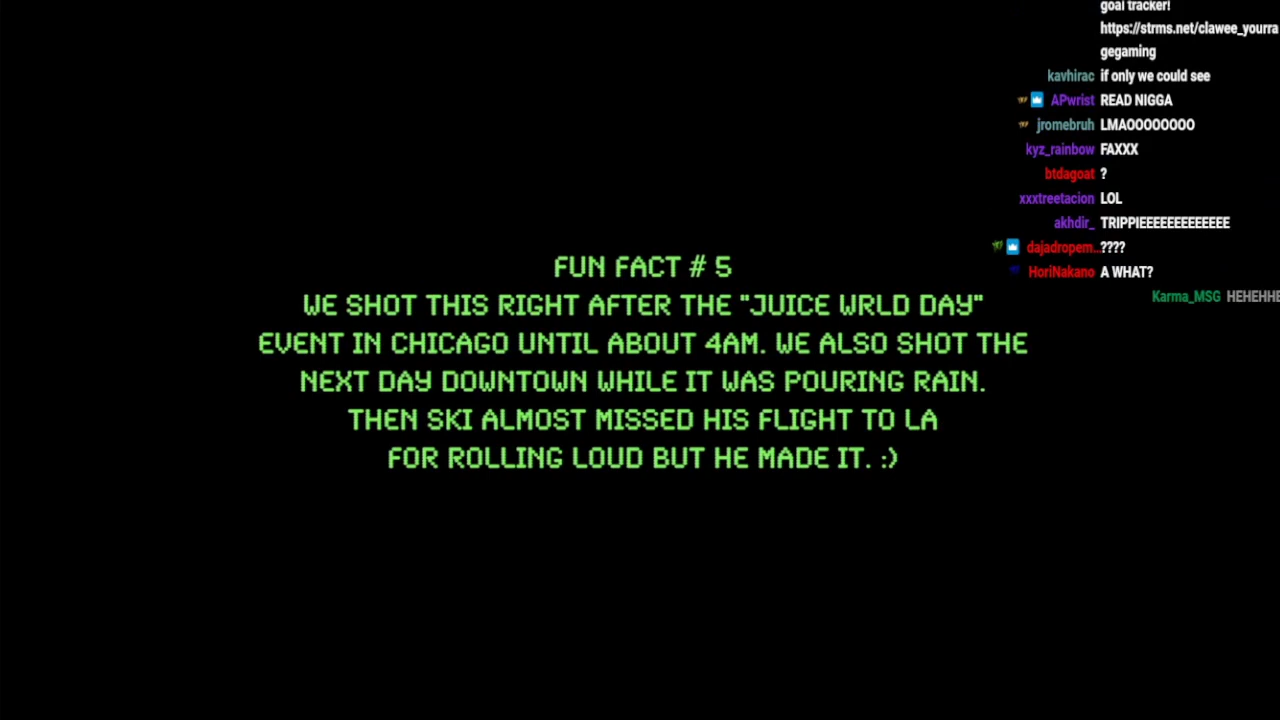 goal tracker!
https://strms.net/clawee_yourra
gegaming
kavhirac if only we could see
APwrist READ NIGGA
jromebruh LMAOOOOOOOO
kyz_rainbow FAXXX
btdagoat ?
xxxtreetacion LOL
akhdir_ TRIPPIEEEEEEEEEEEEE
dajadropem... ????
HoriNakano A WHAT?
Karma_MSG HEHEHHE
FUN FACT # 5
WE SHOT THIS RIGHT AFTER THE "JUICE WRLD DAY"
EVENT IN CHICAGO UNTIL ABOUT 4AM. WE ALSO SHOT THE
NEXT DAY DOWNTOWN WHILE IT WAS POURING RAIN.
THEN SKI ALMOST MISSED HIS FLIGHT TO LA
FOR ROLLING LOUD BUT HE MADE IT. :)